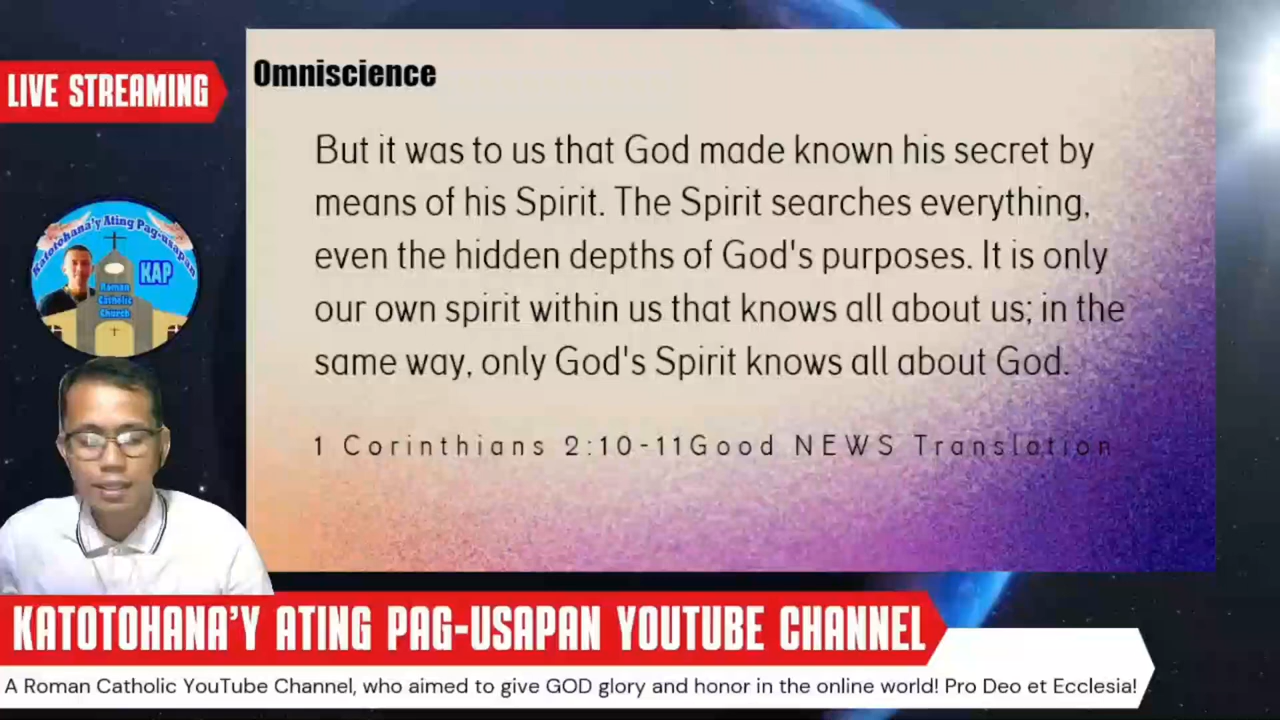 LIVE STREAMING
Omniscience
But it was to us that God made known his secret by
means of his Spirit. The Spirit searches everything,
even the hidden depths of God's purposes. It is only
our own spirit within us that knows all about us; in the
same way, only God's Spirit knows all about God.
1 Corinthians 2:10-11Good NEWS Translation
Katotohana'y Ating Pag-usapan
KAP
Roman
Catholic
Church
KATOTOHANA'Y ATING PAG-USAPAN YOUTUBE CHANNEL
A Roman Catholic YouTube Channel, who aimed to give GOD glory and honor in the online world! Pro Deo et Ecclesia!